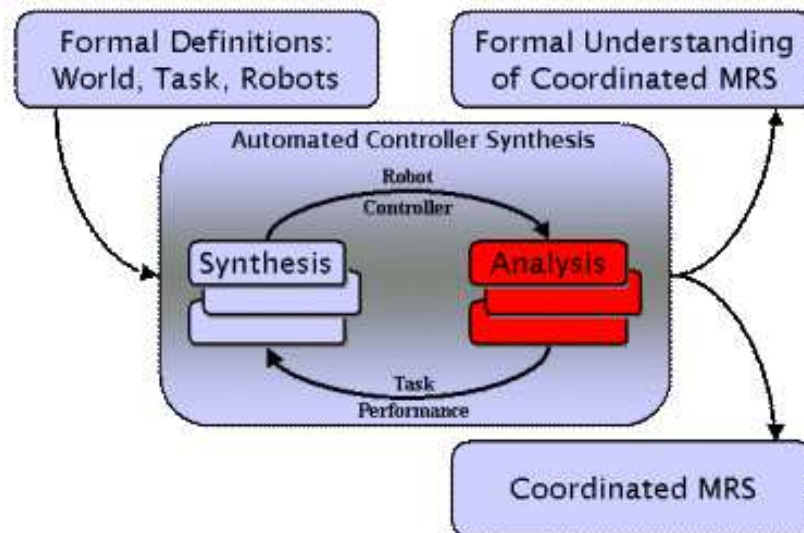 Formal Definitions:
World, Task, Robots
Formal Understanding
of Coordinated MRS
Automated Controller Synthesis
Robot
Controller
Synthesis
Analysis
Task
Performance
Coordinated MRS